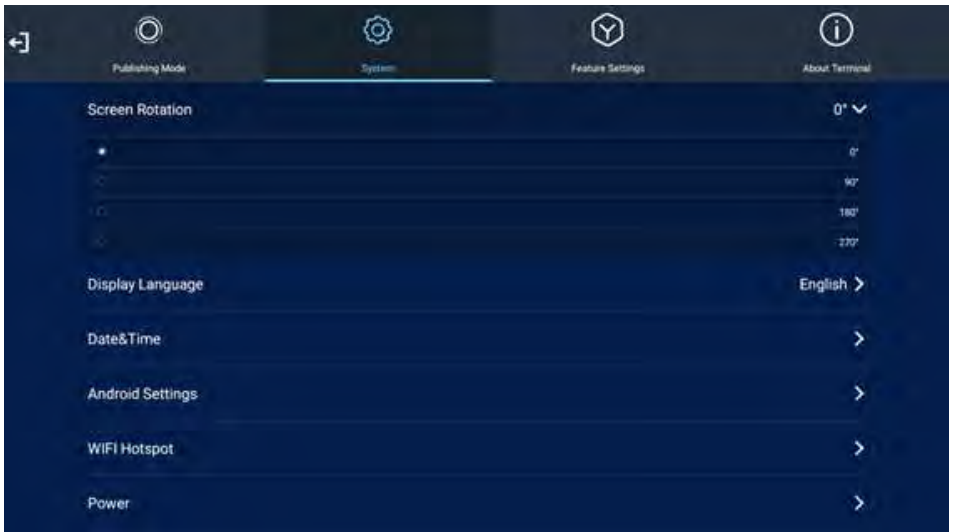 Publishing Mode
System
Feature Settings
About Terminal
Screen Rotation 0°
0°
90°
180°
270°
Display Language English
Date&Time
Android Settings
WIFI Hotspot
Power